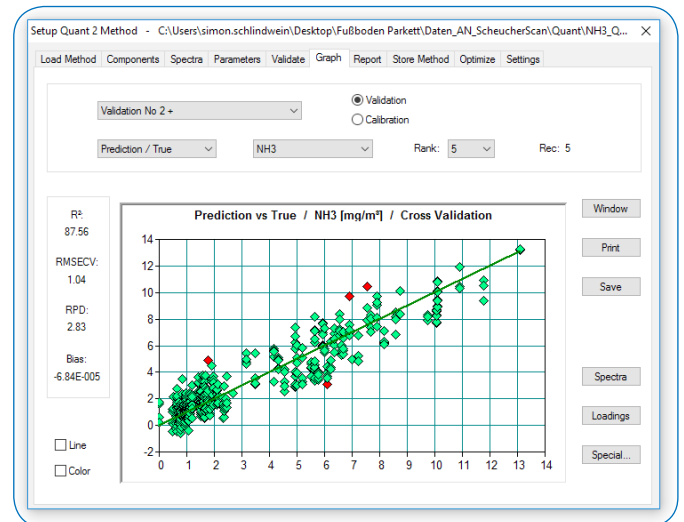 Setup Quant 2 Method - C:\Users\simon.schlindwein\Desktop\Fußboden Parkett\Daten_AN_ScheucherScan\Quant\NH3_Q...
Load Method Components Spectra Parameters Validate Graph Report Store Method Optimize Settings
Validation No 2 +
Validation
Calibration
Prediction / True
NH3
Rank: 5
Rec: 5
R²:
87.56
RMSECV:
1.04
RPD:
2.83
Bias:
-6.84E-005
Line
Color
Prediction vs True / NH3 [mg/m²] / Cross Validation
14
12
10
8
6
4
2
0
-2
0 1 2 3 4 5 6 7 8 9 10 11 12 13 14
Window
Print
Save
Spectra
Loadings
Special...